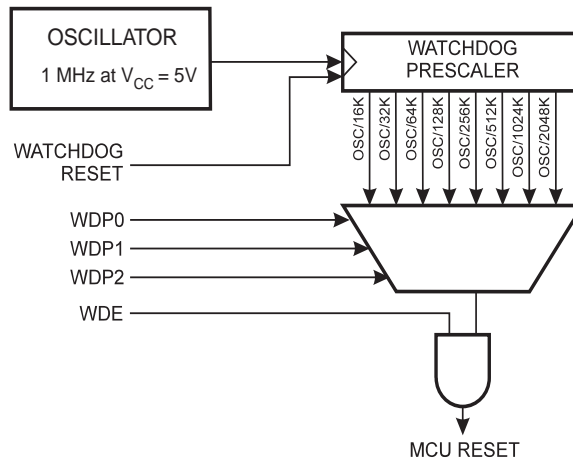 OSCILLATOR
1 MHz at VCC = 5V
WATCHDOG
PRESCALER
OSC/16K
OSC/32K
OSC/64K
OSC/128K
OSC/256K
OSC/512K
OSC/1024K
OSC/2048K
WATCHDOG
RESET
WDP0
WDP1
WDP2
WDE
MCU RESET